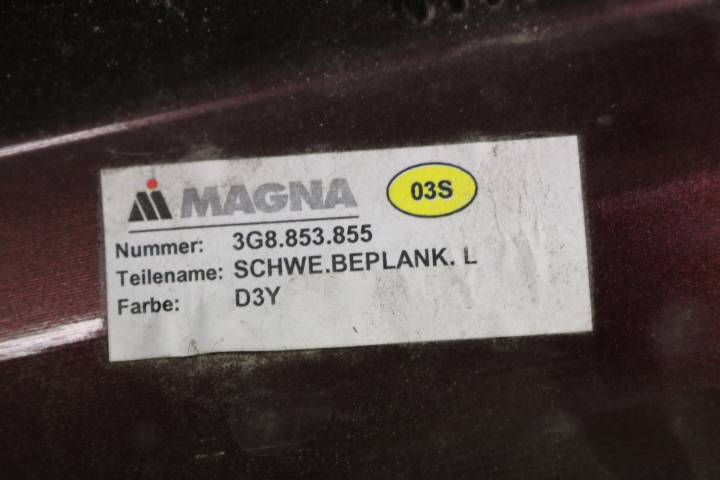 MAGNA
03S
Nummer: 3G8.853.855
Teilename: SCHWE.BEPLANK. L
Farbe: D3Y